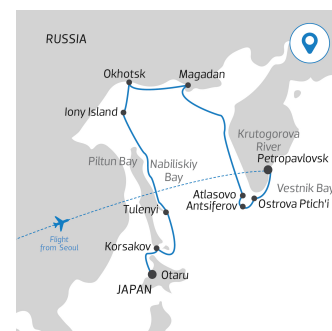 RUSSIA
Okhotsk
Magadan
Iony Island
Krutogorova
River
Petropavlovsk
Piltun Bay
Nabiliskiy
Bay
Vestnik Bay
Atlasovo
Antsiferov
Ostrova Ptich'i
Tulenyi
Flight
from Seoul
Korsakov
Otaru
JAPAN